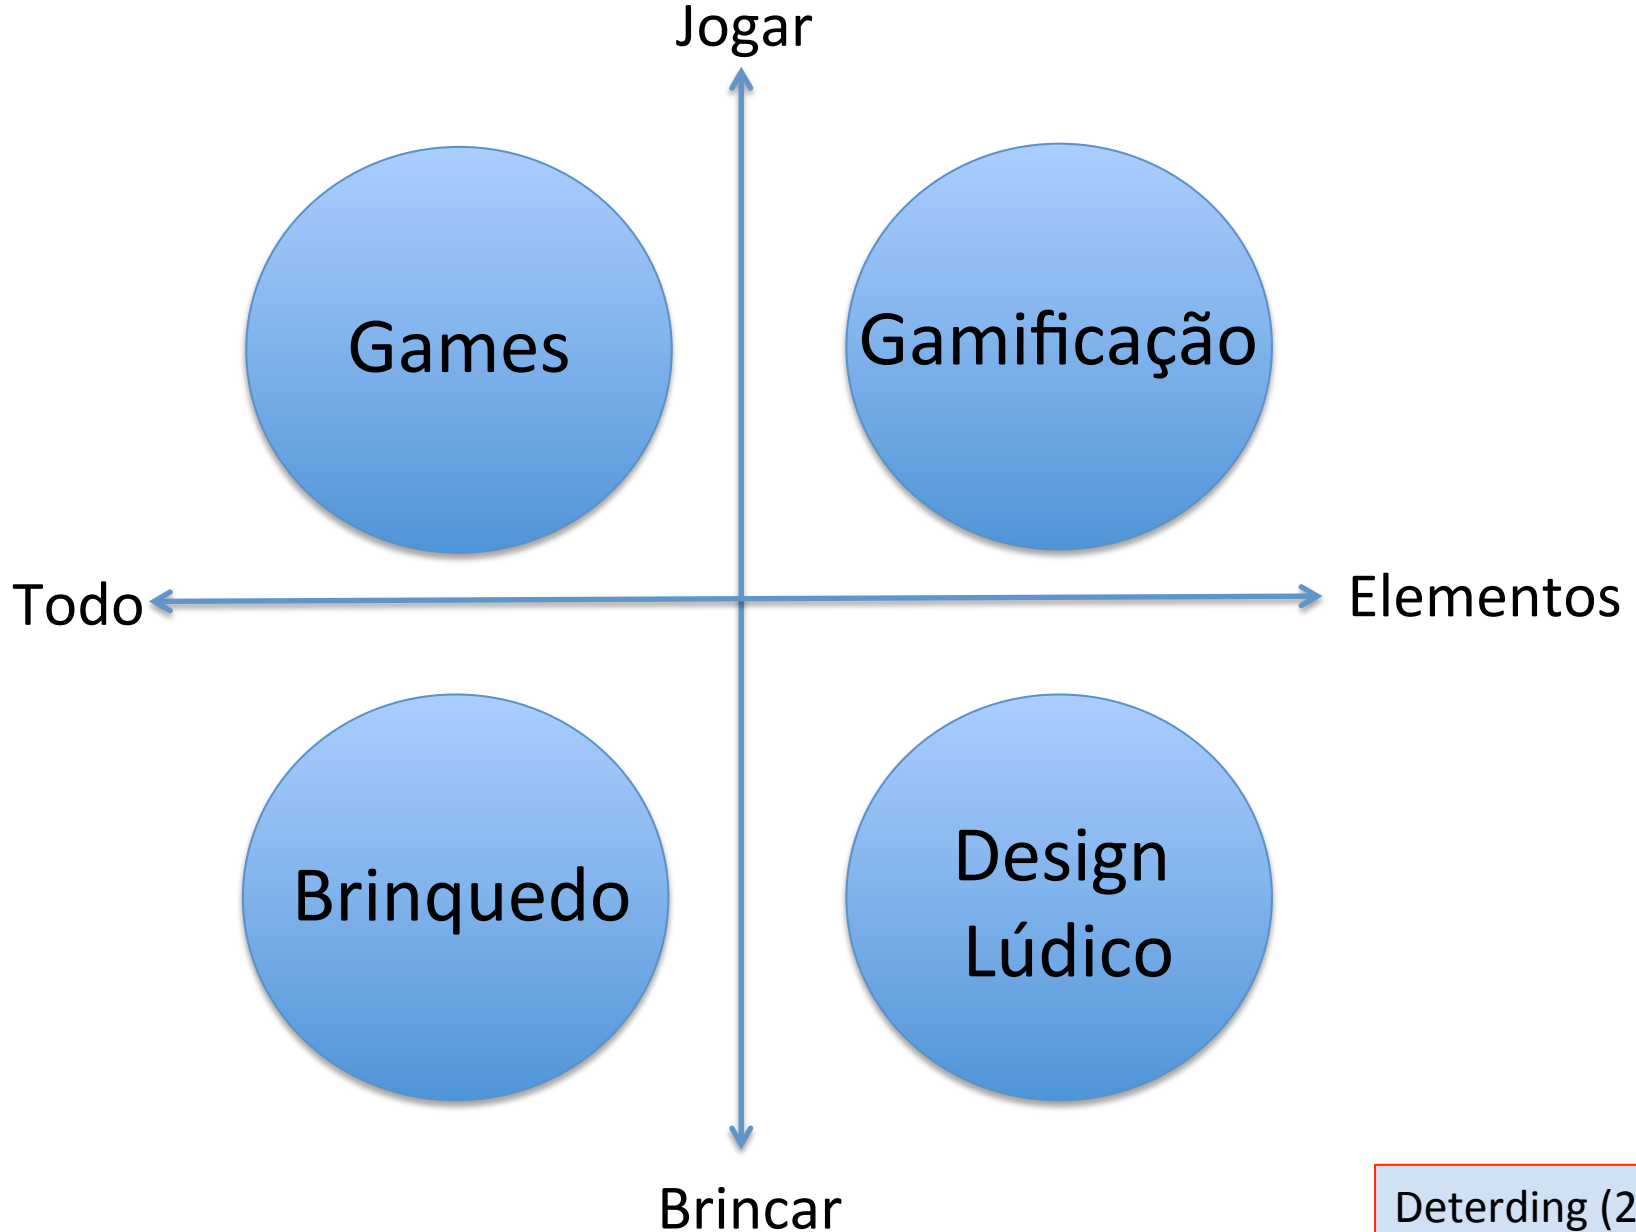 Jogar
Games
Gamificação
Todo
Elementos
Brinquedo
Design
Lúdico
Brincar
Deterding (2